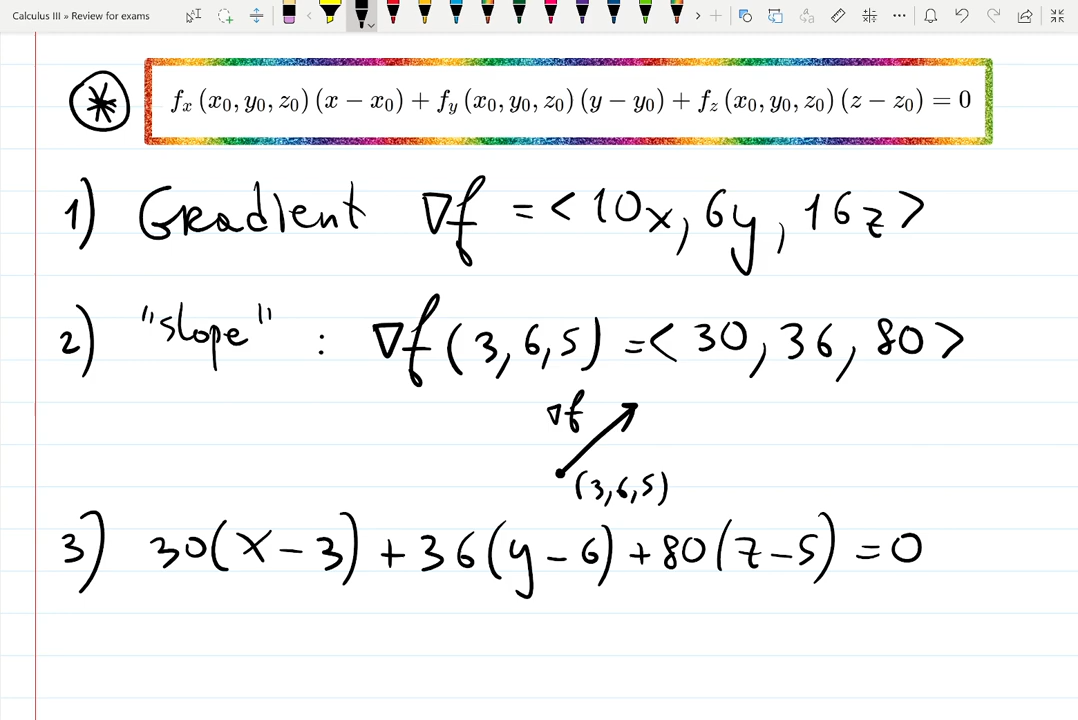 Calculus III » Review for exams
* f_x (x_0, y_0, z_0) (x − x_0) + f_y (x_0, y_0, z_0) (y − y_0) + f_z (x_0, y_0, z_0) (z − z_0) = 0
1) Gradient ∇f = <10x, 6y, 16z>
2) "slope" : ∇f(3,6,5) = <30, 36, 80>
∇f
(3,6,5)
3) 30(x − 3) + 36(y − 6) + 80(z − 5) = 0